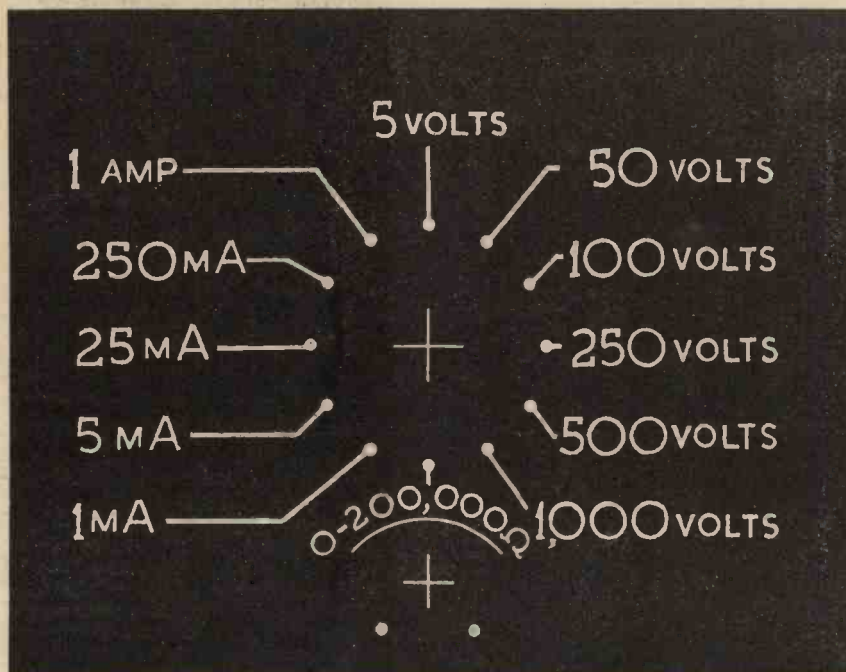 5 VOLTS
1 AMP
50 VOLTS
250 MA
100 VOLTS
25 MA
250 VOLTS
5 MA
500 VOLTS
1 MA
0-200,000Ω
1,000 VOLTS